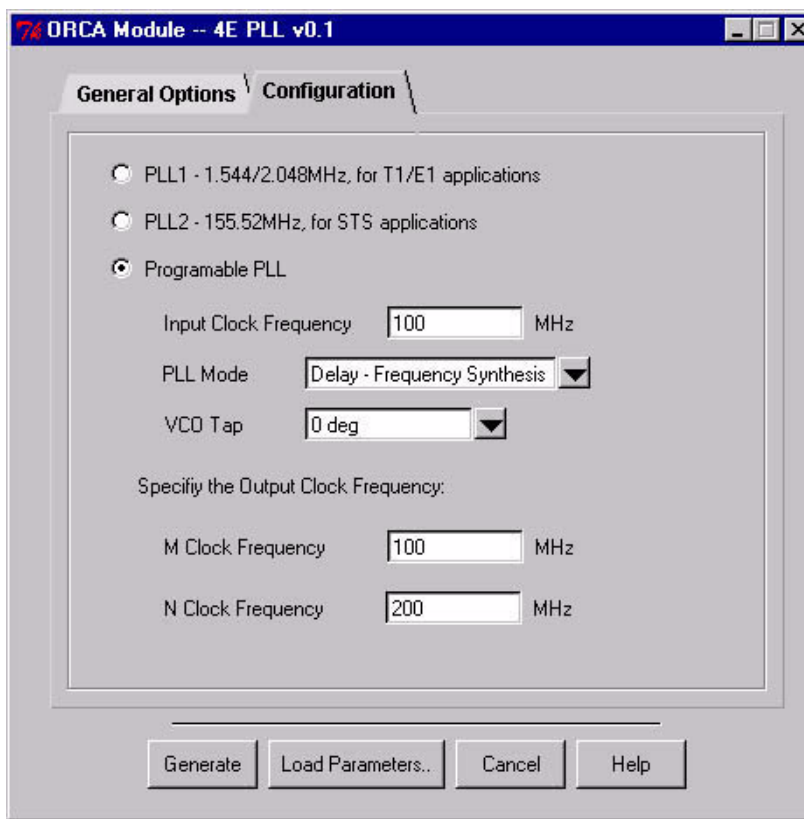 ORCA Module -- 4E PLL v0.1
General Options Configuration
PLL1 - 1.544/2.048MHz, for T1/E1 applications
PLL2 - 155.52MHz, for STS applications
Programable PLL
Input Clock Frequency 100 MHz
PLL Mode Delay - Frequency Synthesis
VCO Tap 0 deg
Specifiy the Output Clock Frequency:
M Clock Frequency 100 MHz
N Clock Frequency 200 MHz
Generate Load Parameters.. Cancel Help